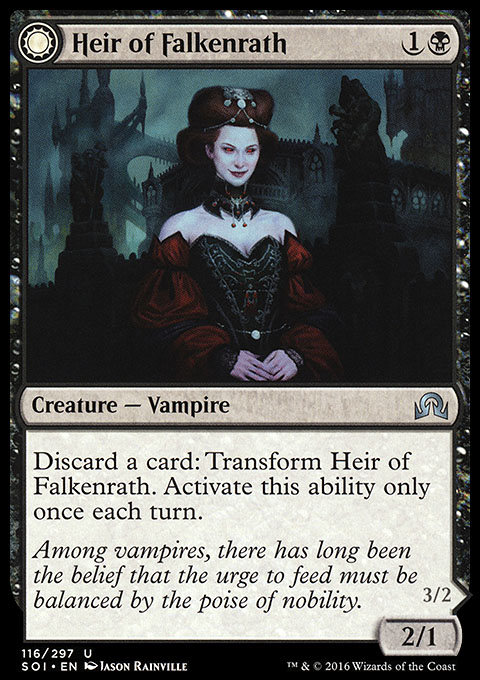 Heir of Falkenrath 1
Creature — Vampire
Discard a card: Transform Heir of
Falkenrath. Activate this ability only
once each turn.
Among vampires, there has long been
the belief that the urge to feed must be
balanced by the poise of nobility.
3/2
2/1
116/297 U
SOI • EN Jason Rainville
™ & © 2016 Wizards of the Coast